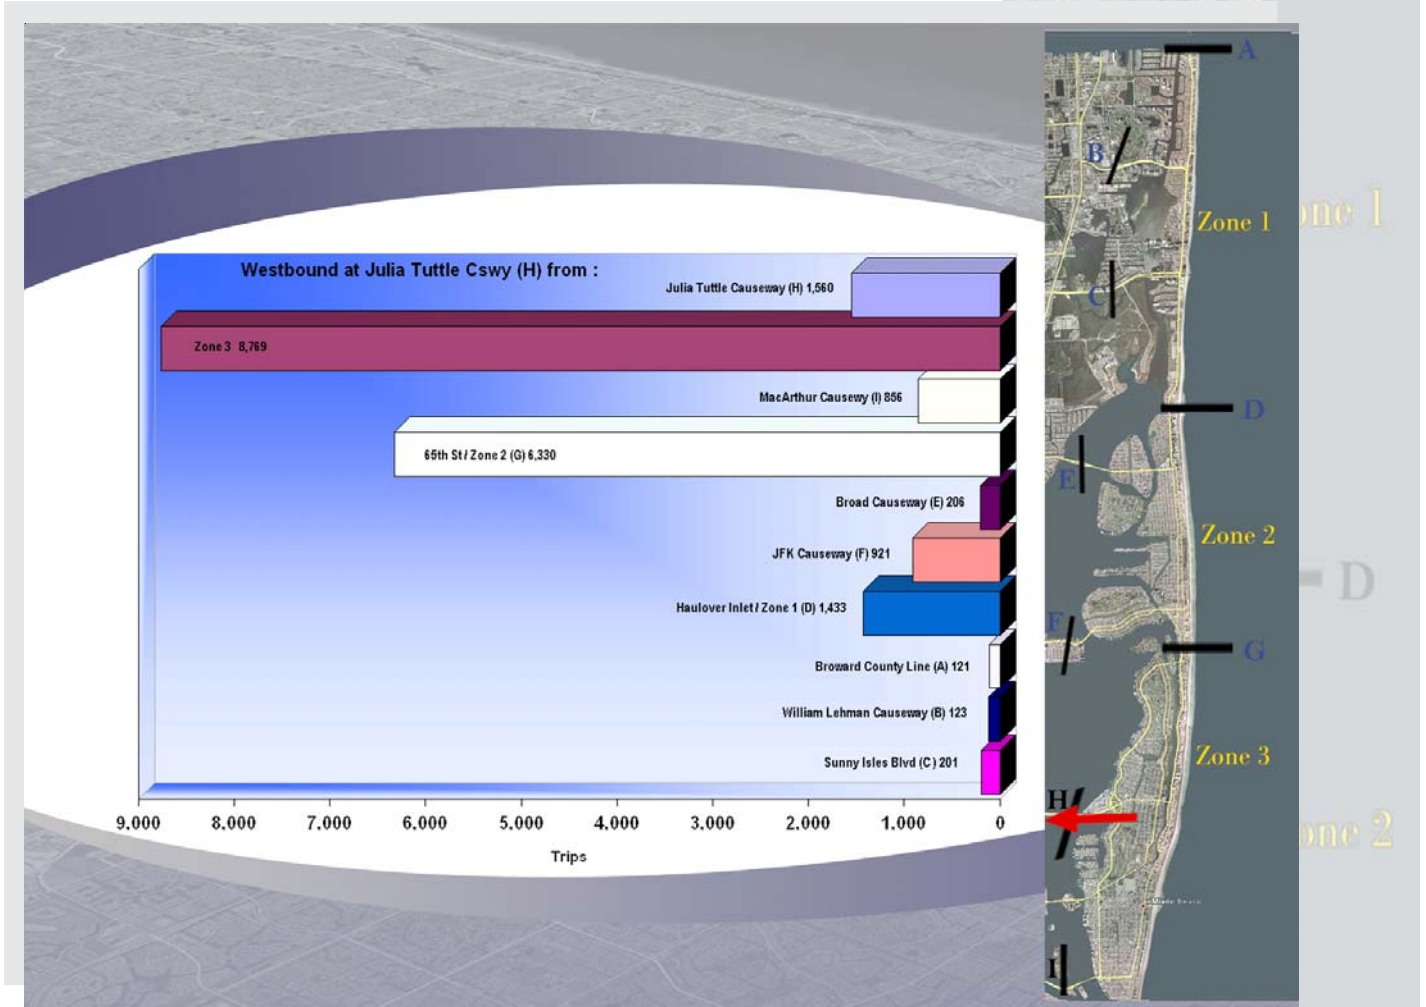 Westbound at Julia Tuttle Cswy (H) from :
Julia Tuttle Causeway (H) 1,560
Zone 3 8,769
MacArthur Causewy (I) 856
65th St / Zone 2 (G) 6,330
Broad Causeway (E) 206
JFK Causeway (F) 921
Haulover Inlet / Zone 1 (D) 1,433
Broward County Line (A) 121
William Lehman Causeway (B) 123
Sunny Isles Blvd (C) 201
9.000 8.000 7.000 6.000 5.000 4.000 3.000 2.000 1.000 0
Trips
A
B
Zone 1
C
D
E
Zone 2
F
G
Zone 3
H
Miami Beach
I
one 1
D
one 2